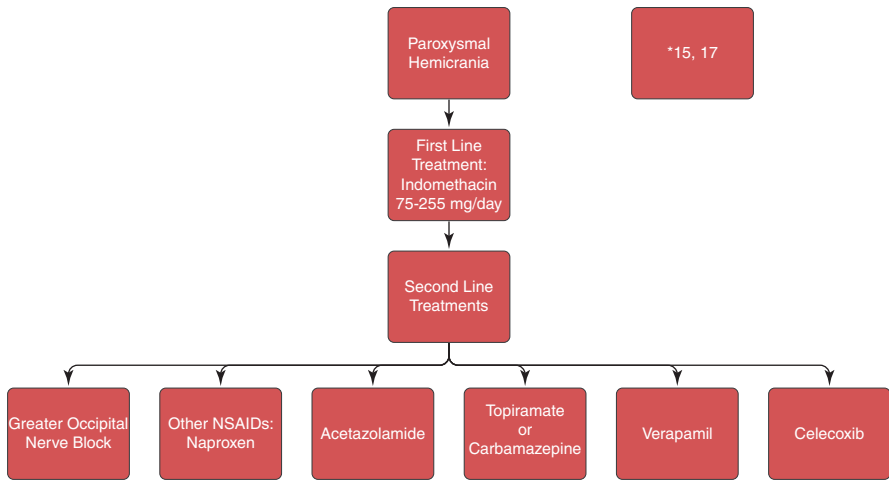 Paroxysmal
Hemicrania
*15, 17
First Line
Treatment:
Indomethacin
75-255 mg/day
Second Line
Treatments
Greater Occipital
Nerve Block
Other NSAIDs:
Naproxen
Acetazolamide
Topiramate
or
Carbamazepine
Verapamil
Celecoxib